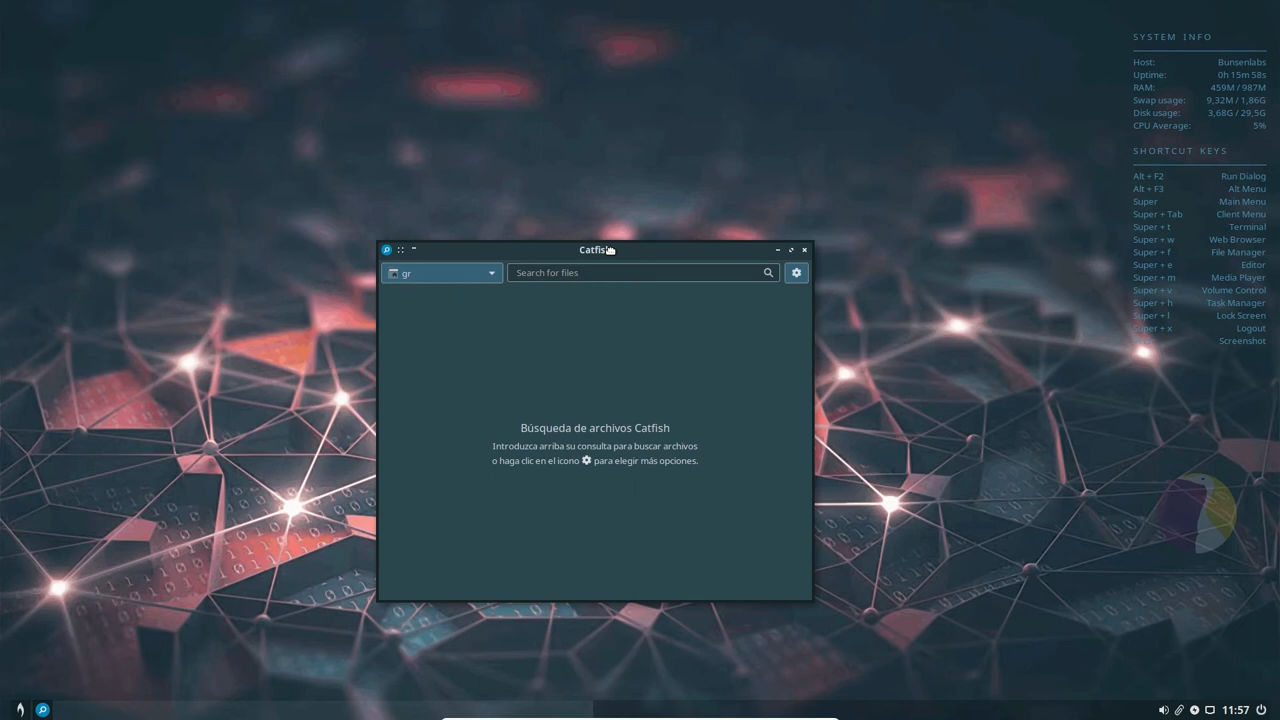 SYSTEM INFO
Host: Bunsenlabs
Uptime: 0h 15m 58s
RAM: 459M / 987M
Swap usage: 9,32M / 1,86G
Disk usage: 3,68G / 29,5G
CPU Average: 5%
SHORTCUT KEYS
Alt + F2 Run Dialog
Alt + F3 Alt Menu
Super Main Menu
Super + Tab Client Menu
Super + t Terminal
Super + w Web Browser
Super + f File Manager
Super + e Editor
Super + m Media Player
Super + v Volume Control
Super + h Task Manager
Super + l Lock Screen
Super + x Logout
Screenshot
Catfish
gr
Search for files
Búsqueda de archivos Catfish
Introduzca arriba su consulta para buscar archivos
o haga clic en el icono para elegir más opciones.
11:57